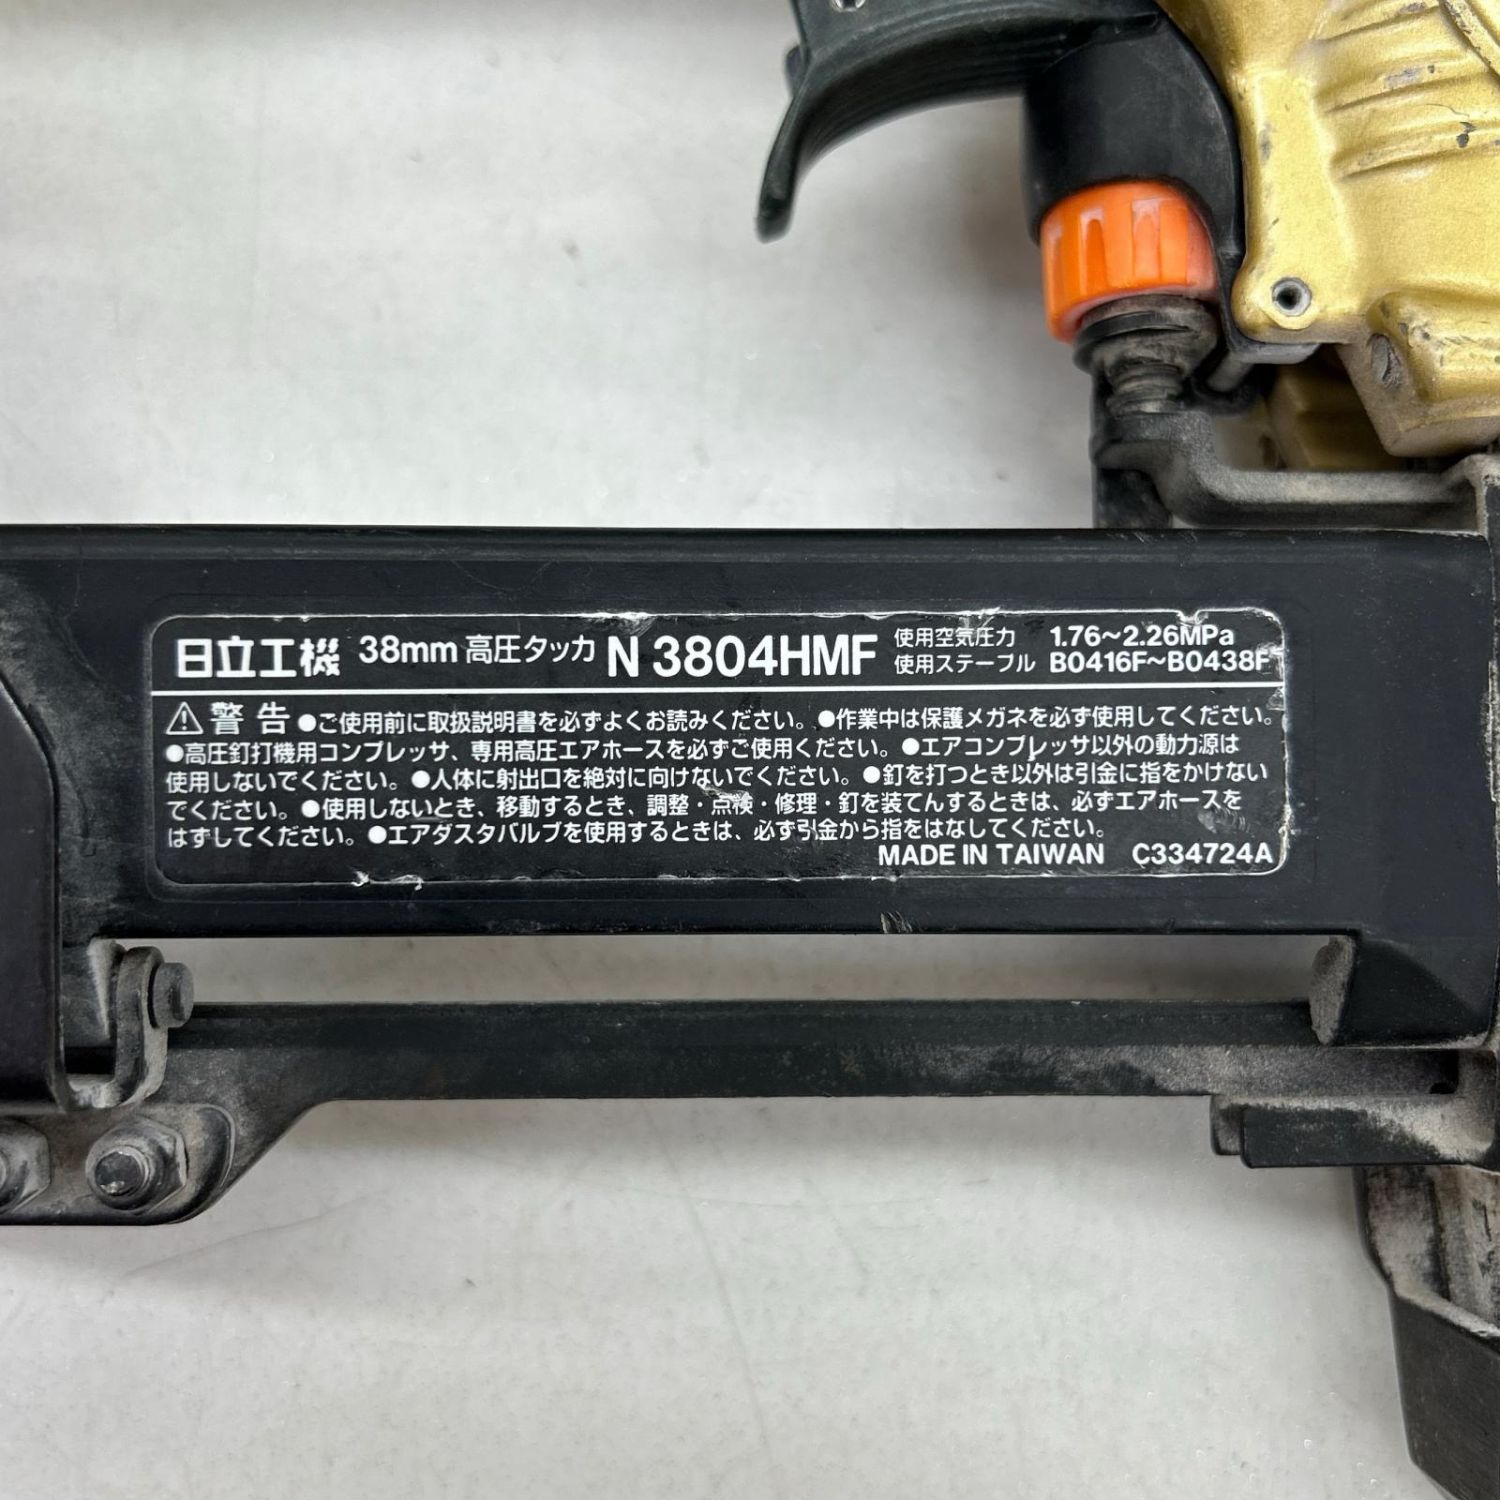 日立工機 38mm 高圧タッカ N 3804HMF 使用空気圧力 1.76～2.26MPa
使用ステープル B0416F～B0438F
⚠警告 ●ご使用前に取扱説明書を必ずよくお読みください。●作業中は保護メガネを必ず使用してください。
●高圧釘打機用コンプレッサ、専用高圧エアホースを必ずご使用ください。●エアコンプレッサ以外の動力源は
使用しないでください。●人体に射出口を絶対に向けないでください。●釘を打つとき以外は引金に指をかけない
でください。●使用しないとき、移動するとき、調整・点検・修理・釘を装てんするときは、必ずエアホースを
はずしてください。●エアダスタバルブを使用するときは、必ず引金から指をはなしてください。
MADE IN TAIWAN C334724A